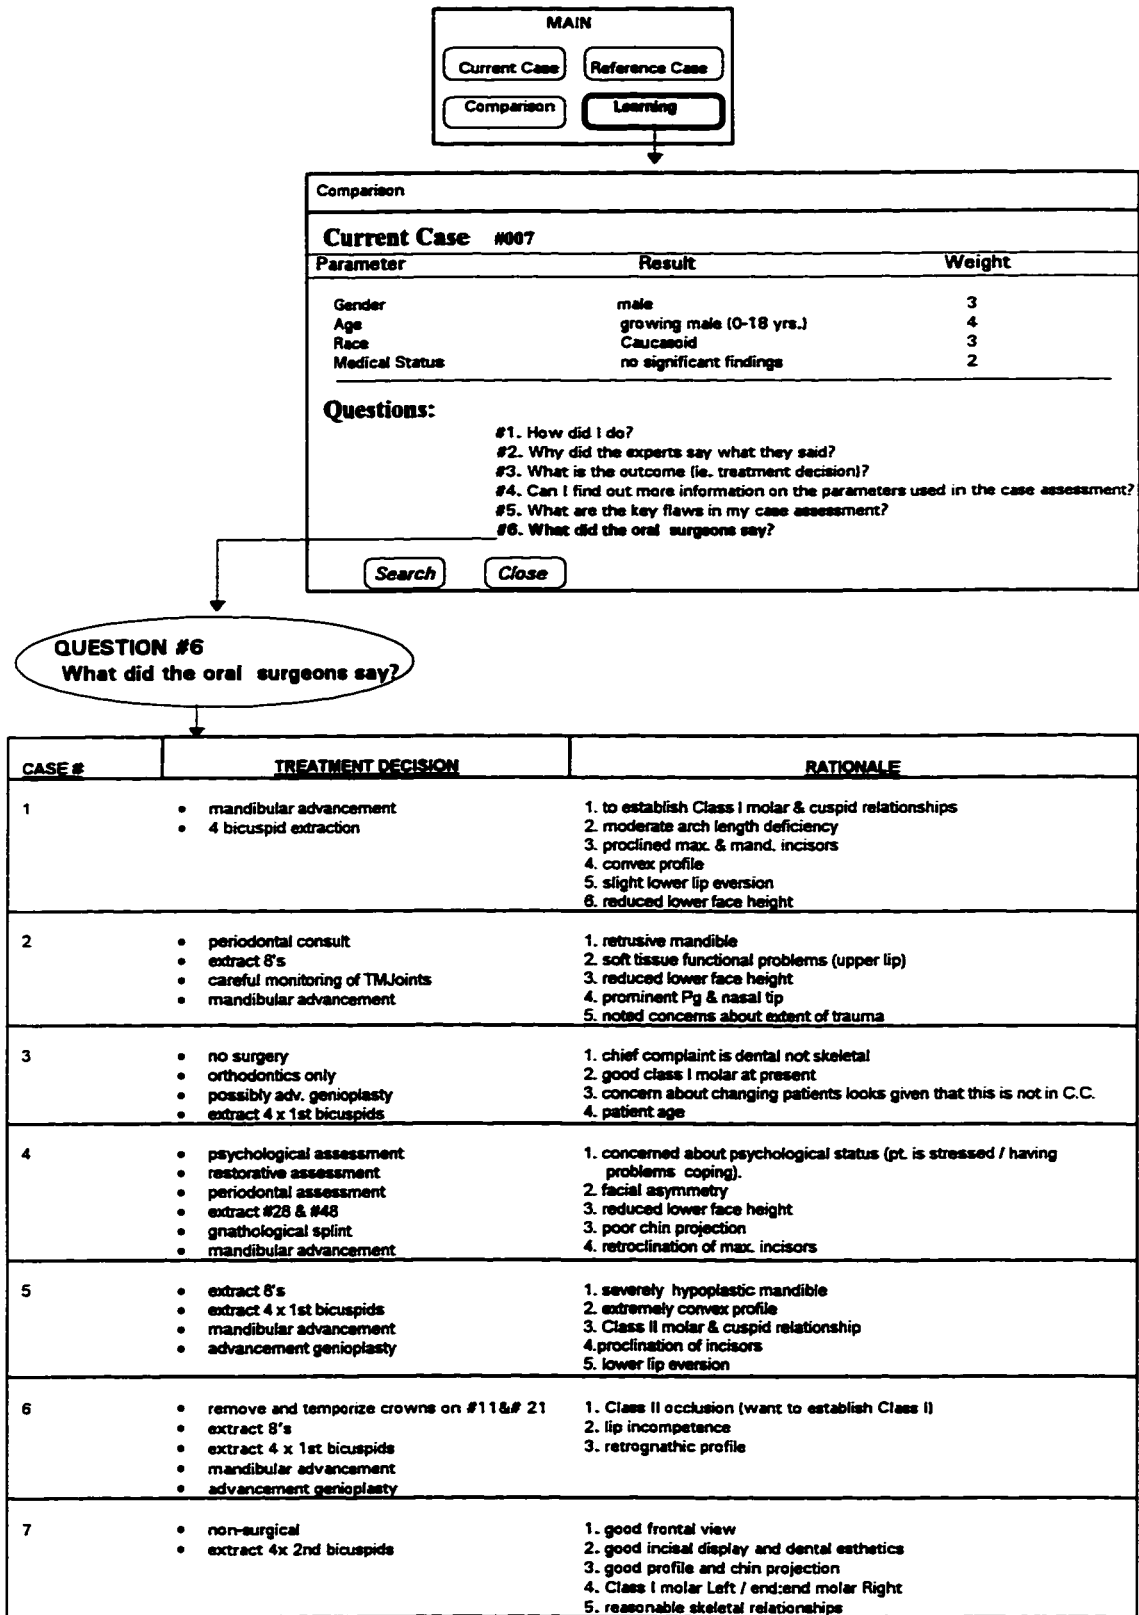 MAIN
Current Case Reference Case
Comparison Learning
Comparison
Current Case #007
Parameter Result Weight
Gender male 3
Age growing male (0-18 yrs.) 4
Race Caucasoid 3
Medical Status no significant findings 2
Questions:
#1. How did I do?
#2. Why did the experts say what they said?
#3. What is the outcome (ie. treatment decision)?
#4. Can I find out more information on the parameters used in the case assessment?
#5. What are the key flaws in my case assessment?
#6. What did the oral surgeons say?
Search Close
QUESTION #6
What did the oral surgeons say?
CASE # TREATMENT DECISION RATIONALE
1
• mandibular advancement
• 4 bicuspid extraction
1. to establish Class I molar & cuspid relationships
2. moderate arch length deficiency
3. proclined max. & mand. incisors
4. convex profile
5. slight lower lip eversion
6. reduced lower face height
2
• periodontal consult
• extract 8's
• careful monitoring of TMJoints
• mandibular advancement
1. retrusive mandible
2. soft tissue functional problems (upper lip)
3. reduced lower face height
4. prominent Pg & nasal tip
5. noted concerns about extent of trauma
3
• no surgery
• orthodontics only
• possibly adv. genioplasty
• extract 4 x 1st bicuspids
1. chief complaint is dental not skeletal
2. good class I molar at present
3. concern about changing patients looks given that this is not in C.C.
4. patient age
4
• psychological assessment
• restorative assessment
• periodontal assessment
• extract #28 & #48
• gnathological splint
• mandibular advancement
1. concerned about psychological status (pt. is stressed / having
problems coping).
2. facial asymmetry
3. reduced lower face height
3. poor chin projection
4. retroclination of max. incisors
5
• extract 8's
• extract 4 x 1st bicuspids
• mandibular advancement
• advancement genioplasty
1. severely hypoplastic mandible
2. extremely convex profile
3. Class II molar & cuspid relationship
4.proclination of incisors
5. lower lip eversion
6
• remove and temporize crowns on #11&# 21
• extract 8's
• extract 4 x 1st bicuspids
• mandibular advancement
• advancement genioplasty
1. Class II occlusion (want to establish Class I)
2. lip incompetence
3. retrognathic profile
7
• non-surgical
• extract 4x 2nd bicuspids
1. good frontal view
2. good incisal display and dental esthetics
3. good profile and chin projection
4. Class I molar Left / end:end molar Right
5. reasonable skeletal relationships